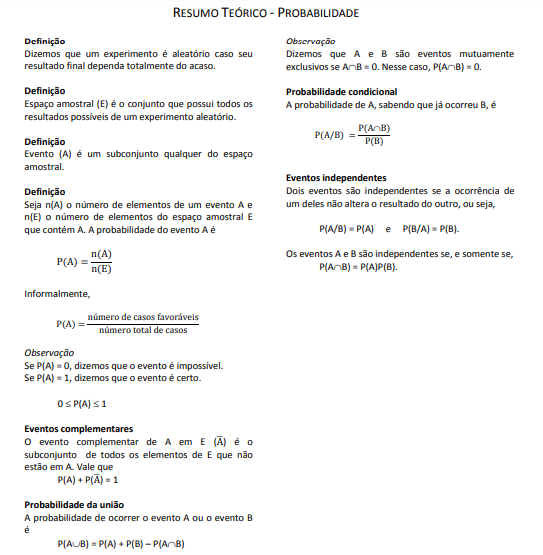 RESUMO TEÓRICO - PROBABILIDADE
Definição
Dizemos que um experimento é aleatório caso seu
resultado final dependa totalmente do acaso.
Definição
Espaço amostral (E) é o conjunto que possui todos os
resultados possíveis de um experimento aleatório.
Definição
Evento (A) é um subconjunto qualquer do espaço
amostral.
Definição
Seja n(A) o número de elementos de um evento A e
n(E) o número de elementos do espaço amostral E
que contém A. A probabilidade do evento A é
P(A) = n(A)/n(E)
Informalmente,
P(A) = número de casos favoráveis/número total de casos
Observação
Se P(A) = 0, dizemos que o evento é impossível.
Se P(A) = 1, dizemos que o evento é certo.
0 ≤ P(A) ≤ 1
Eventos complementares
O evento complementar de A em E (A̅) é o
subconjunto de todos os elementos de E que não
estão em A. Vale que
P(A) + P(A̅) = 1
Probabilidade da união
A probabilidade de ocorrer o evento A ou o evento B
é
P(A∪B) = P(A) + P(B) – P(A∩B)
Observação
Dizemos que A e B são eventos mutuamente
exclusivos se A∩B = 0. Nesse caso, P(A∩B) = 0.
Probabilidade condicional
A probabilidade de A, sabendo que já ocorreu B, é
P(A/B) = P(A∩B)/P(B)
Eventos independentes
Dois eventos são independentes se a ocorrência de
um deles não altera o resultado do outro, ou seja,
P(A/B) = P(A) e P(B/A) = P(B).
Os eventos A e B são independentes se, e somente se,
P(A∩B) = P(A)P(B).